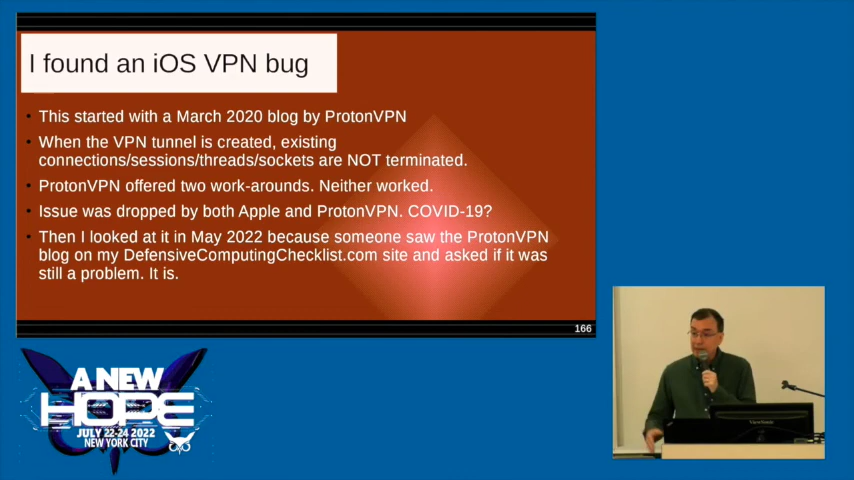 I found an iOS VPN bug
• This started with a March 2020 blog by ProtonVPN
• When the VPN tunnel is created, existing
connections/sessions/threads/sockets are NOT terminated.
• ProtonVPN offered two work-arounds. Neither worked.
• Issue was dropped by both Apple and ProtonVPN. COVID-19?
• Then I looked at it in May 2022 because someone saw the ProtonVPN
blog on my DefensiveComputingChecklist.com site and asked if it was
still a problem. It is.
166
A NEW
HOPE
JULY 22-24 2022
NEW YORK CITY
ViewSonic